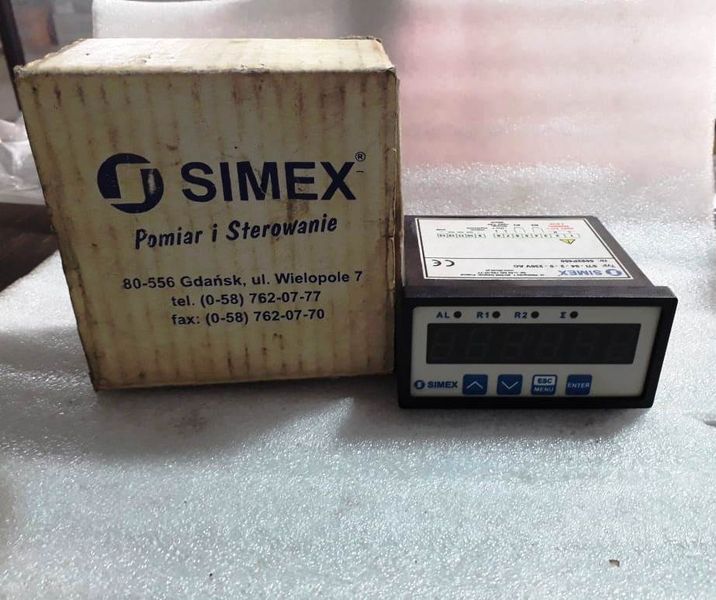 SIMEX®
Pomiar i Sterowanie
80-556 Gdańsk, ul. Wielopole 7
tel. (0-58) 762-07-77
fax: (0-58) 762-07-70
SIMEX
CE
AL R1 R2 Σ
SIMEX
ESC
MENU
ENTER